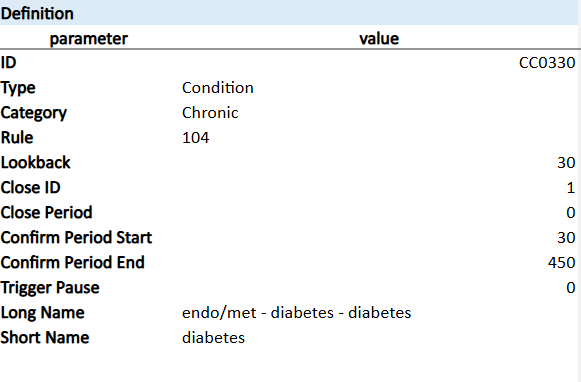 Definition
parameter value
ID CC0330
Type Condition
Category Chronic
Rule 104
Lookback 30
Close ID 1
Close Period 0
Confirm Period Start 30
Confirm Period End 450
Trigger Pause 0
Long Name endo/met - diabetes - diabetes
Short Name diabetes